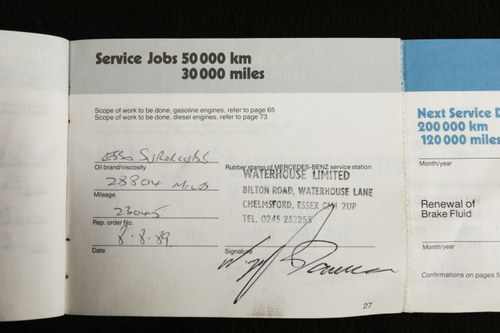 Service Jobs 50 000 km
30 000 miles
Scope of work to be done, gasoline engines, refer to page 65
Scope of work to be done, diesel engines, refer to page 73
Esso
Oil brand/viscosity
28804 Miles
Mileage
23045
Rep. order No.
8.8.89.
Date
Rubber stamp of MERCEDES-BENZ service station
WATERHOUSE LIMITED
BILTON ROAD, WATERHOUSE LANE
CHELMSFORD, ESSEX CM1 2UP
TEL. 0245 252255
Signature
27
Next Service D
200 000 km
120 000 miles
Month/year
Renewal of
Brake Fluid
Month/year
Confirmations on pages 5